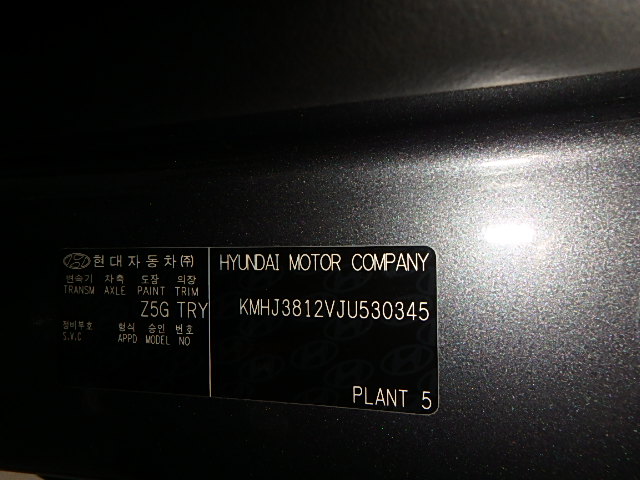 현대자동차(주)
변속기 차축 도장 의장
TRANSM AXLE PAINT TRIM
Z5G TRY
정비부호 형식 승인 번호
S.V.C APPD MODEL NO
HYUNDAI MOTOR COMPANY
KMHJ3812VJU530345
PLANT 5